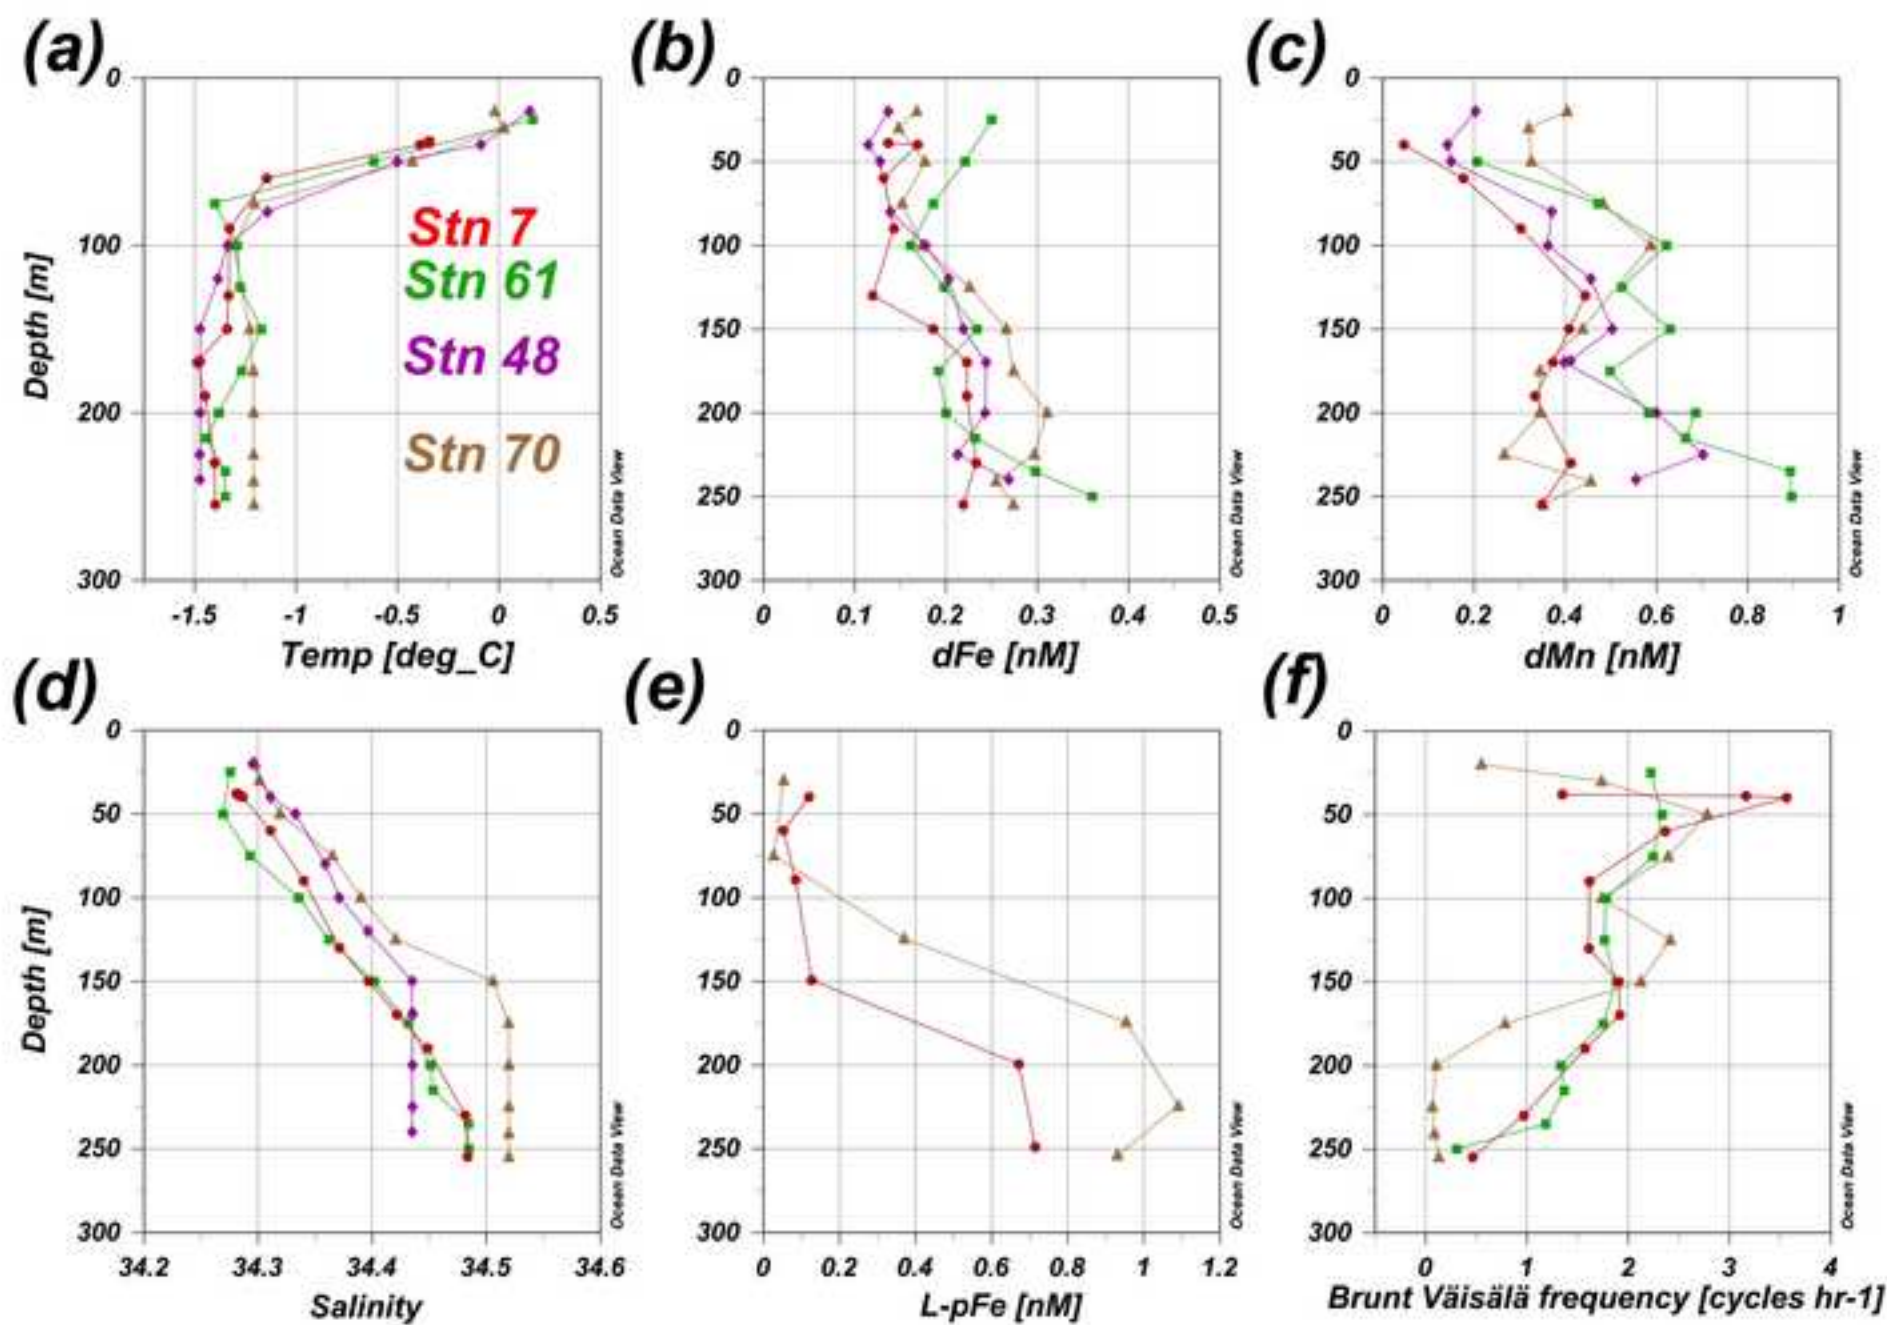 (a)
0
100
200
300
Depth [m]
-1.5 -1 -0.5 0 0.5
Temp [deg_C]
Stn 7
Stn 61
Stn 48
Stn 70
Ocean Data View
(b)
0
50
100
150
200
250
300
0 0.1 0.2 0.3 0.4 0.5
dFe [nM]
Ocean Data View
(c)
0
50
100
150
200
250
300
0 0.2 0.4 0.6 0.8 1
dMn [nM]
Ocean Data View
(d)
0
50
100
150
200
250
300
Depth [m]
34.2 34.3 34.4 34.5 34.6
Salinity
Ocean Data View
(e)
0
50
100
150
200
250
300
0 0.2 0.4 0.6 0.8 1 1.2
L-pFe [nM]
Ocean Data View
(f)
0
50
100
150
200
250
300
0 1 2 3 4
Brunt Väisälä frequency [cycles hr-1]
Ocean Data View